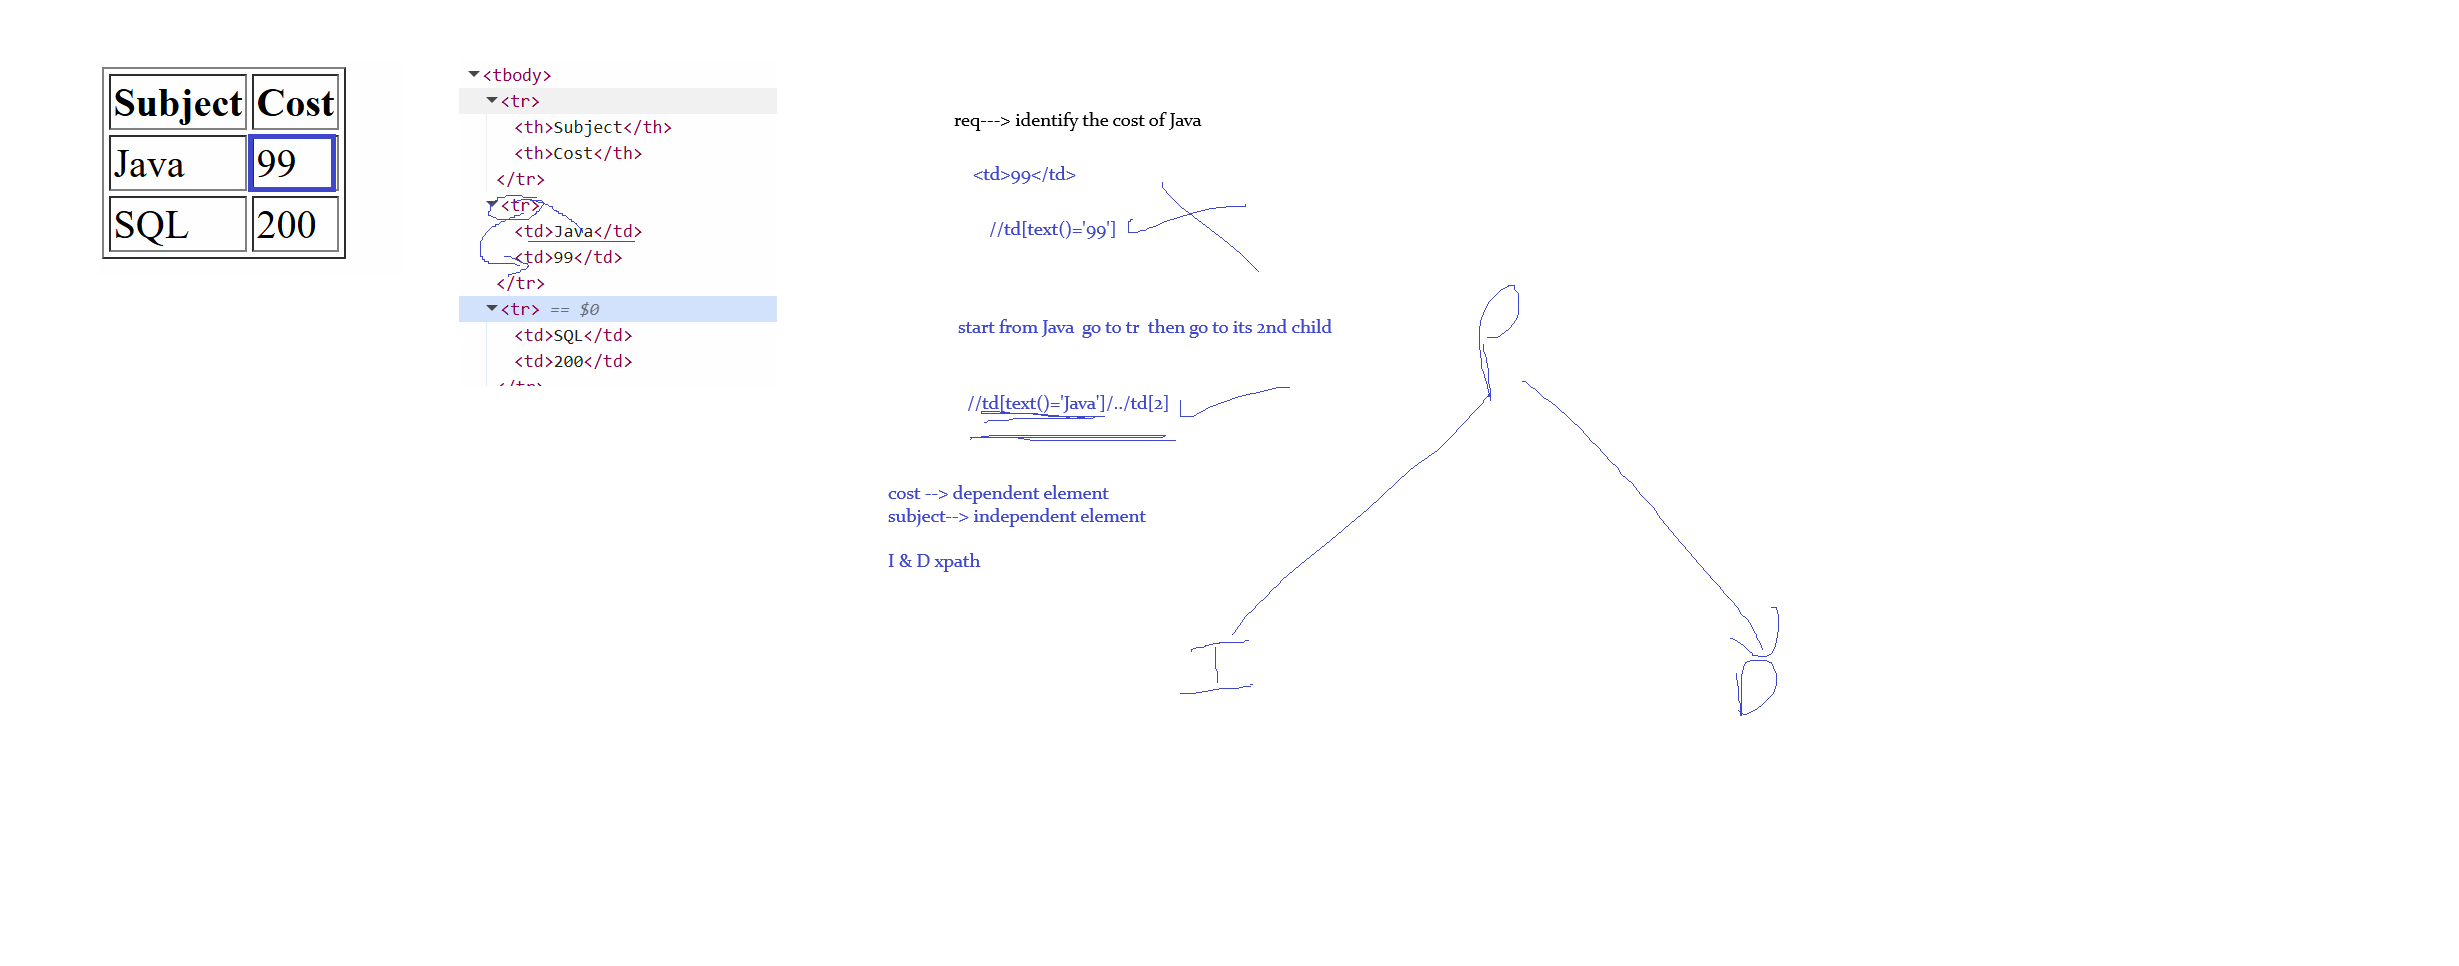 Subject Cost
Java 99
SQL 200
<tbody>
<tr>
<th>Subject</th>
<th>Cost</th>
</tr>
<tr>
<td>Java</td>
<td>99</td>
</tr>
<tr> == $0
<td>SQL</td>
<td>200</td>
</tr>
req---> identify the cost of Java
<td>99</td>
//td[text()='99']
start from Java go to tr then go to its 2nd child
//td[text()='Java']/../td[2]
cost --> dependent element
subject--> independent element
I & D xpath
I
D